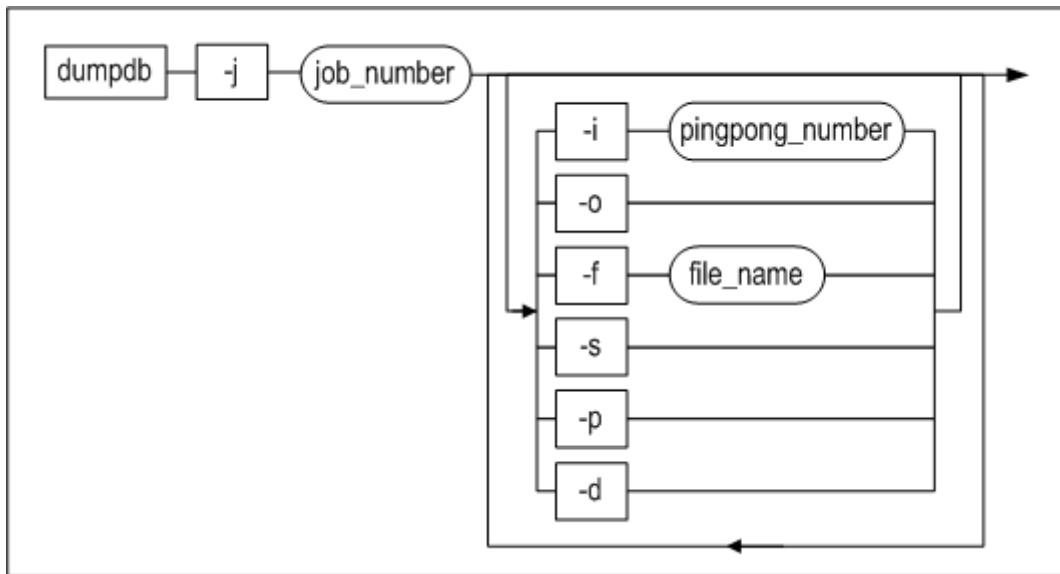 dumpdb -j job_number
-i pingpong_number
-o
-f file_name
-s
-p
-d